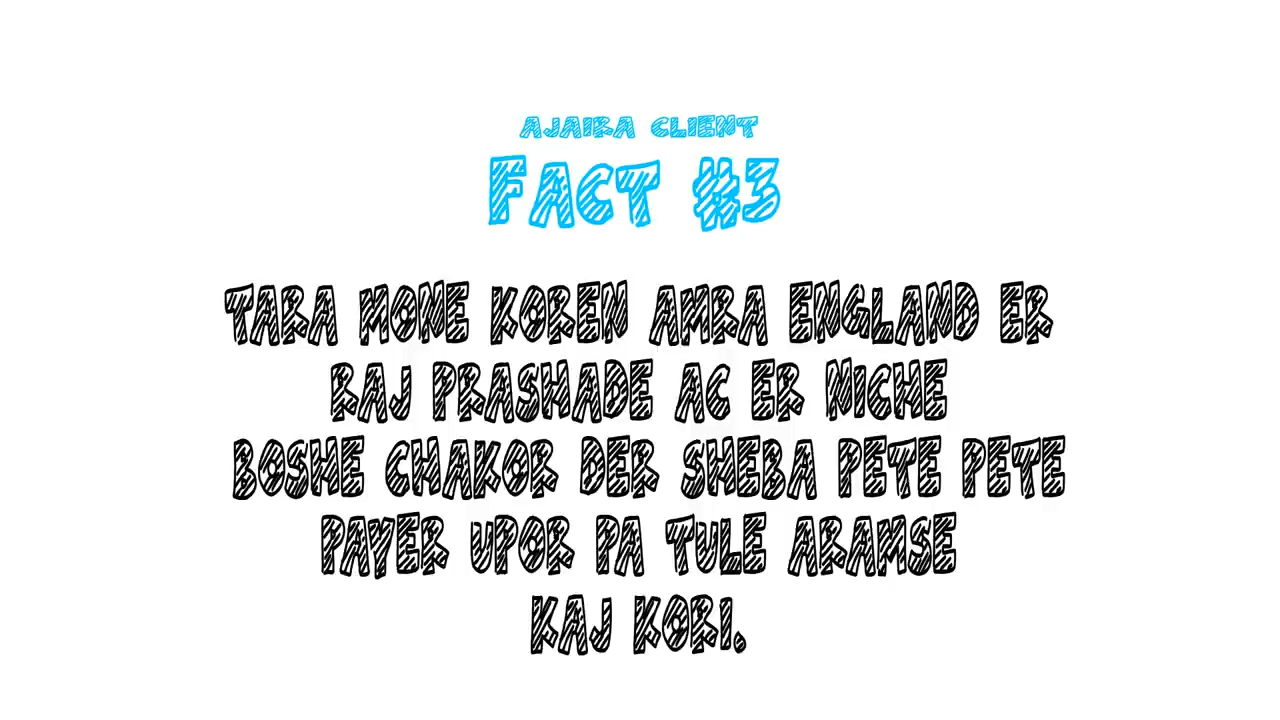 AJAIRA CLIENT
FACT #3
TARA MONE KOREN AMRA ENGLAND ER
RAJ PRASHADE AC ER NICHE
BOSHE CHAKOR DER SHEBA PETE PETE
PAYER UPOR PA TULE ARAMSE
KAJ KORI.